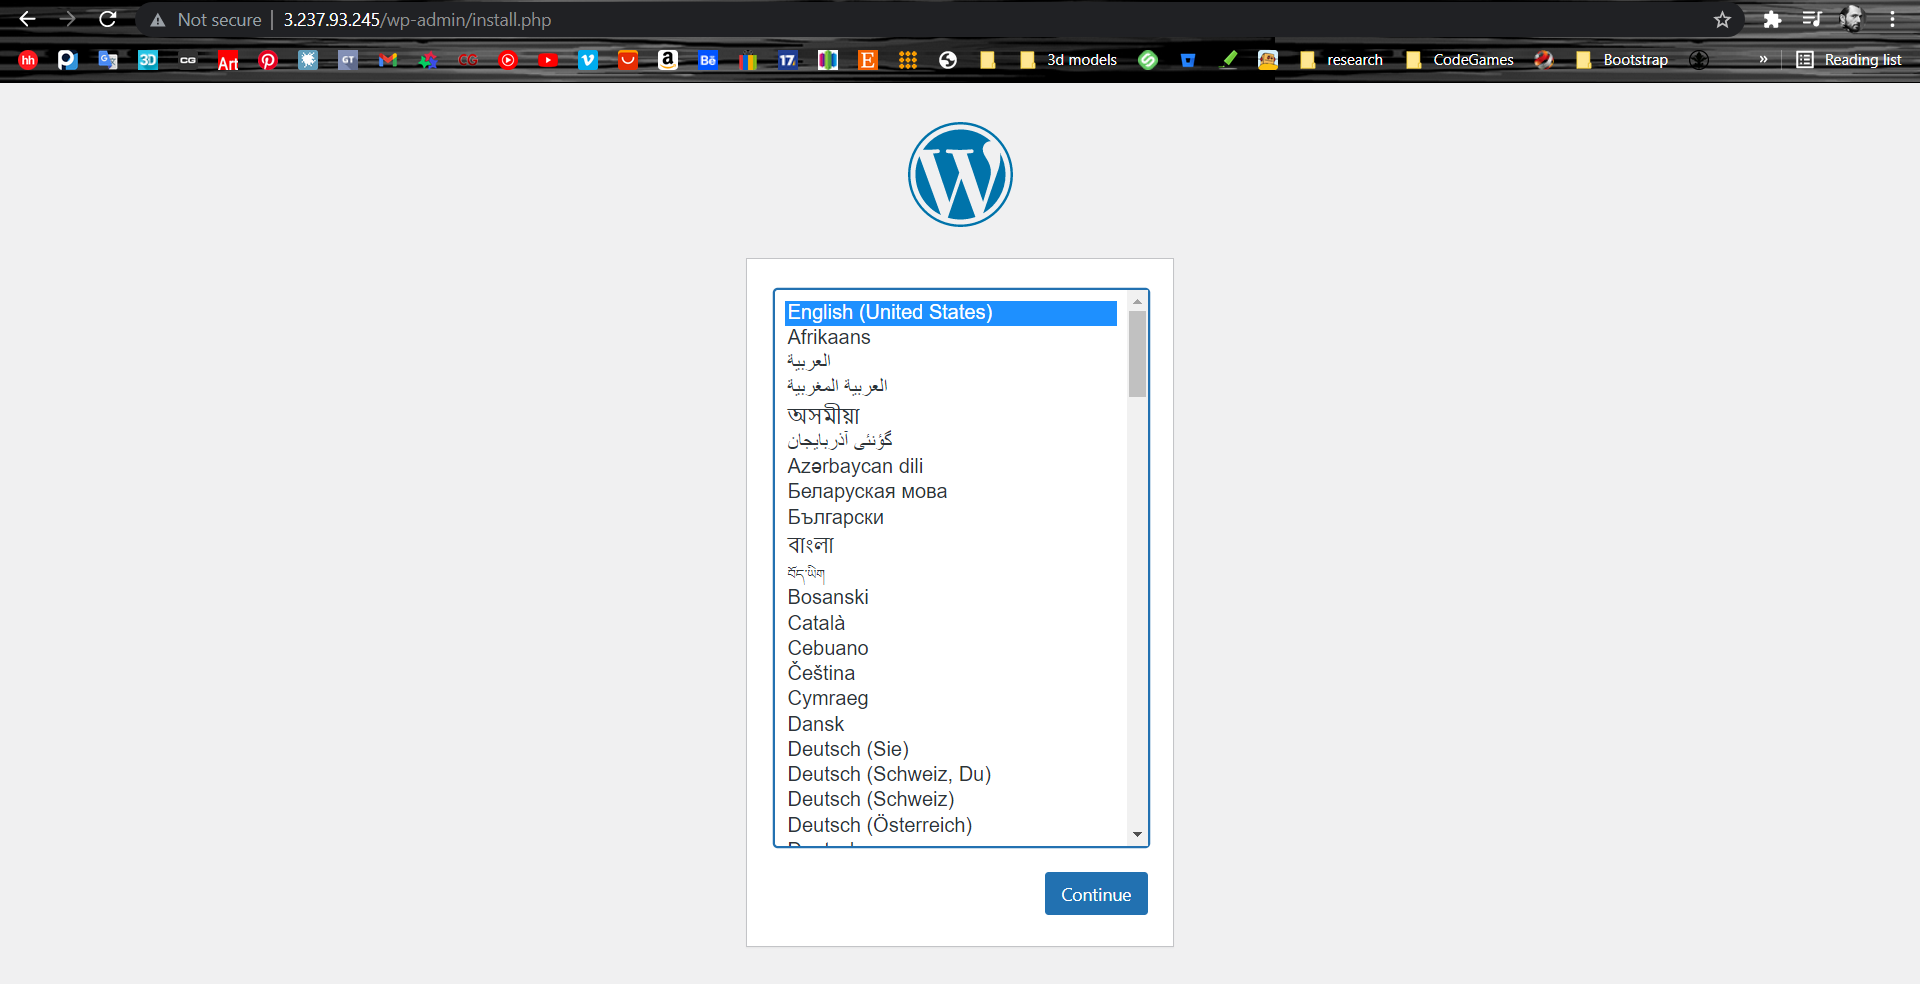 Not secure | 3.237.93.245/wp-admin/install.php
hh 3D CG Art GT CG Bē 17 E 3d models research CodeGames Bootstrap » Reading list
English (United States)
Afrikaans
العربية
العربية المغربية
অসমীয়া
گؤنئی آذربایجان
Azərbaycan dili
Беларуская мова
Български
বাংলা
བོད་ཡིག
Bosanski
Català
Cebuano
Čeština
Cymraeg
Dansk
Deutsch (Sie)
Deutsch (Schweiz, Du)
Deutsch (Schweiz)
Deutsch (Österreich)
Continue